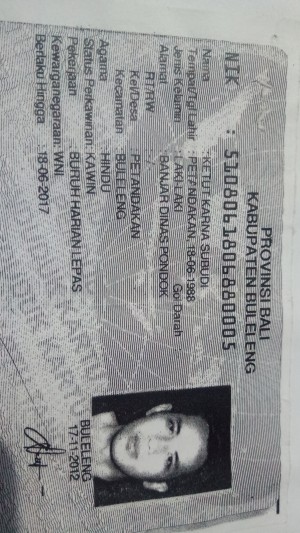 PROVINSI BALI
KABUPATEN BULELENG
NIK : 5108061806880005
Nama : KETUT KARNA SUBUDI
Tempat/Tgl Lahir : PETANDAKAN, 18-06-1988
Jenis Kelamin : LAKI-LAKI Gol Darah :
Alamat : BANJAR DINAS PONDOK
RT/RW : /
Kel/Desa : PETANDAKAN
Kecamatan : BULELENG
Agama : HINDU
Status Perkawinan: KAWIN
Pekerjaan : BURUH HARIAN LEPAS
Kewarganegaraan: WNI
Berlaku Hingga : 18-06-2017
BULELENG
17-11-2012